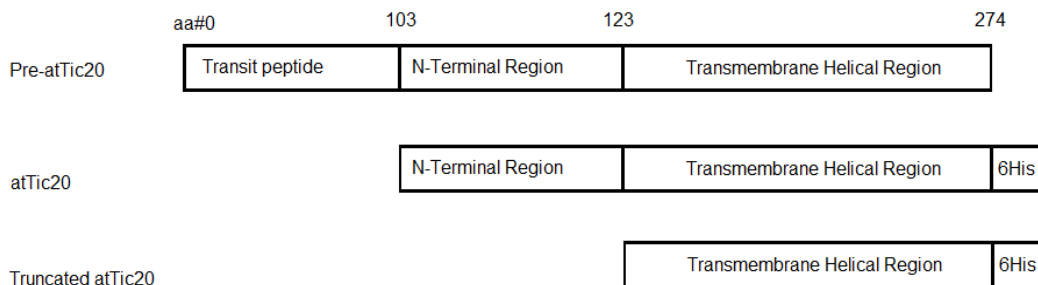 aa#0 103 123 274
Pre-atTic20 Transit peptide N-Terminal Region Transmembrane Helical Region
atTic20 N-Terminal Region Transmembrane Helical Region 6His
Truncated atTic20 Transmembrane Helical Region 6His